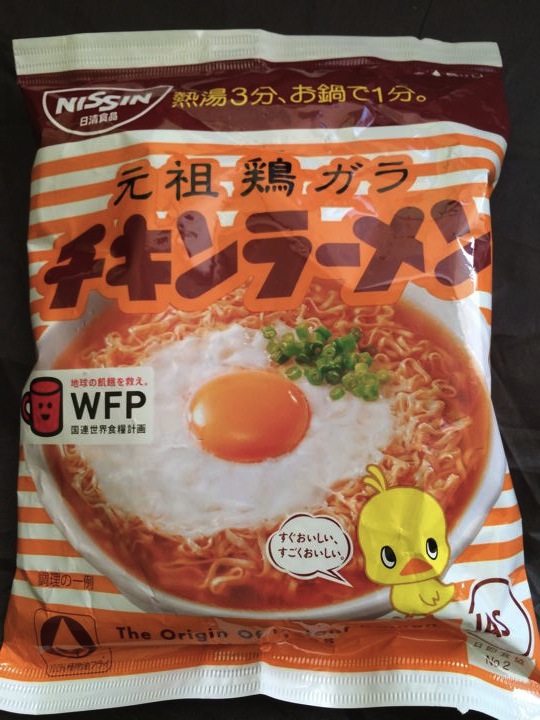 NISSIN
日清食品
熱湯3分、お鍋で1分。
元祖鶏ガラ
チキンラーメン
地球の飢餓を救え。
WFP
国連世界食糧計画
すぐおいしい、
すごくおいしい。
調理の一例
The Origin Of
JAS
No.2